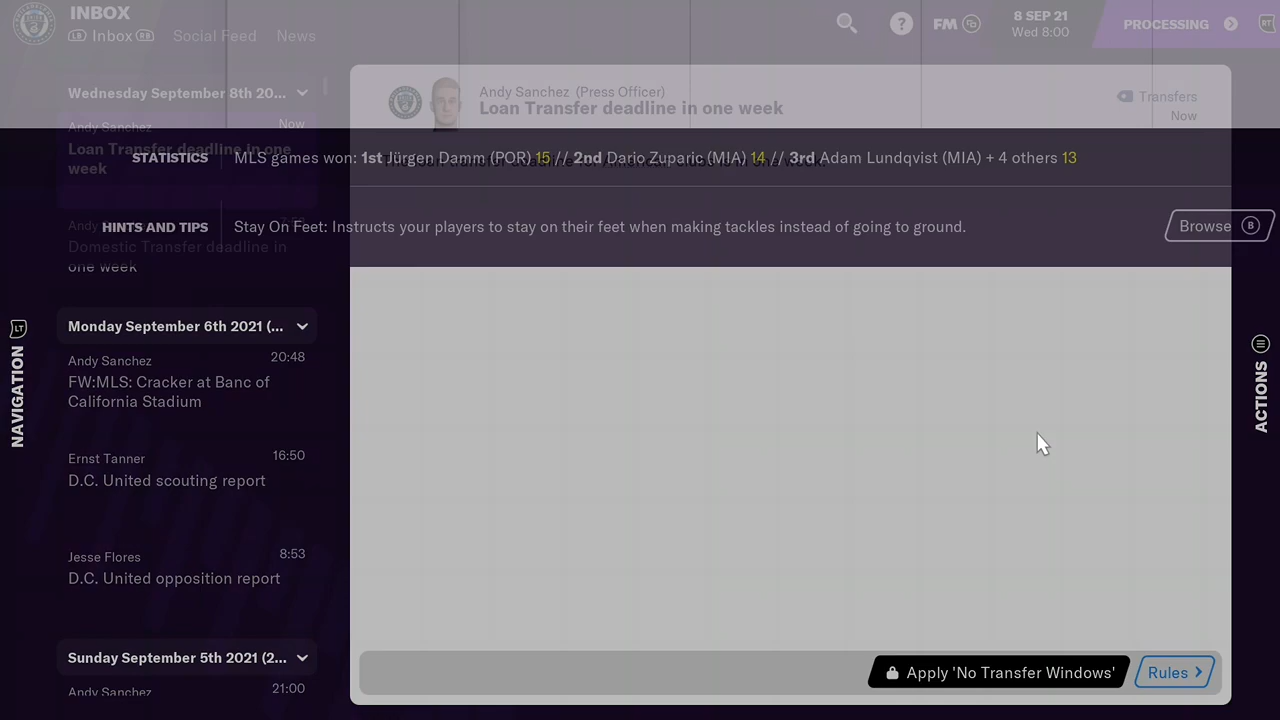 INBOX
LB Inbox RB Social Feed News
FM
8 SEP 21
Wed 8:00
PROCESSING
RT
Wednesday September 8th 20...
Andy Sanchez Now
Loan Transfer deadline in one
week
Andy Sanchez (Press Officer)
Loan Transfer deadline in one week
Transfers
Now
STATISTICS
MLS games won: 1st Jürgen Damm (POR) 15 // 2nd Dario Zuparic (MIA) 14 // 3rd Adam Lundqvist (MIA) + 4 others 13
HINTS AND TIPS
Stay On Feet: Instructs your players to stay on their feet when making tackles instead of going to ground.
Browse B
Domestic Transfer deadline in
one week
Monday September 6th 2021 (...
Andy Sanchez 20:48
FW:MLS: Cracker at Banc of
California Stadium
Ernst Tanner 16:50
D.C. United scouting report
Jesse Flores 8:53
D.C. United opposition report
Sunday September 5th 2021 (2...
Andy Sanchez 21:00
LT
NAVIGATION
ACTIONS
Apply 'No Transfer Windows'
Rules